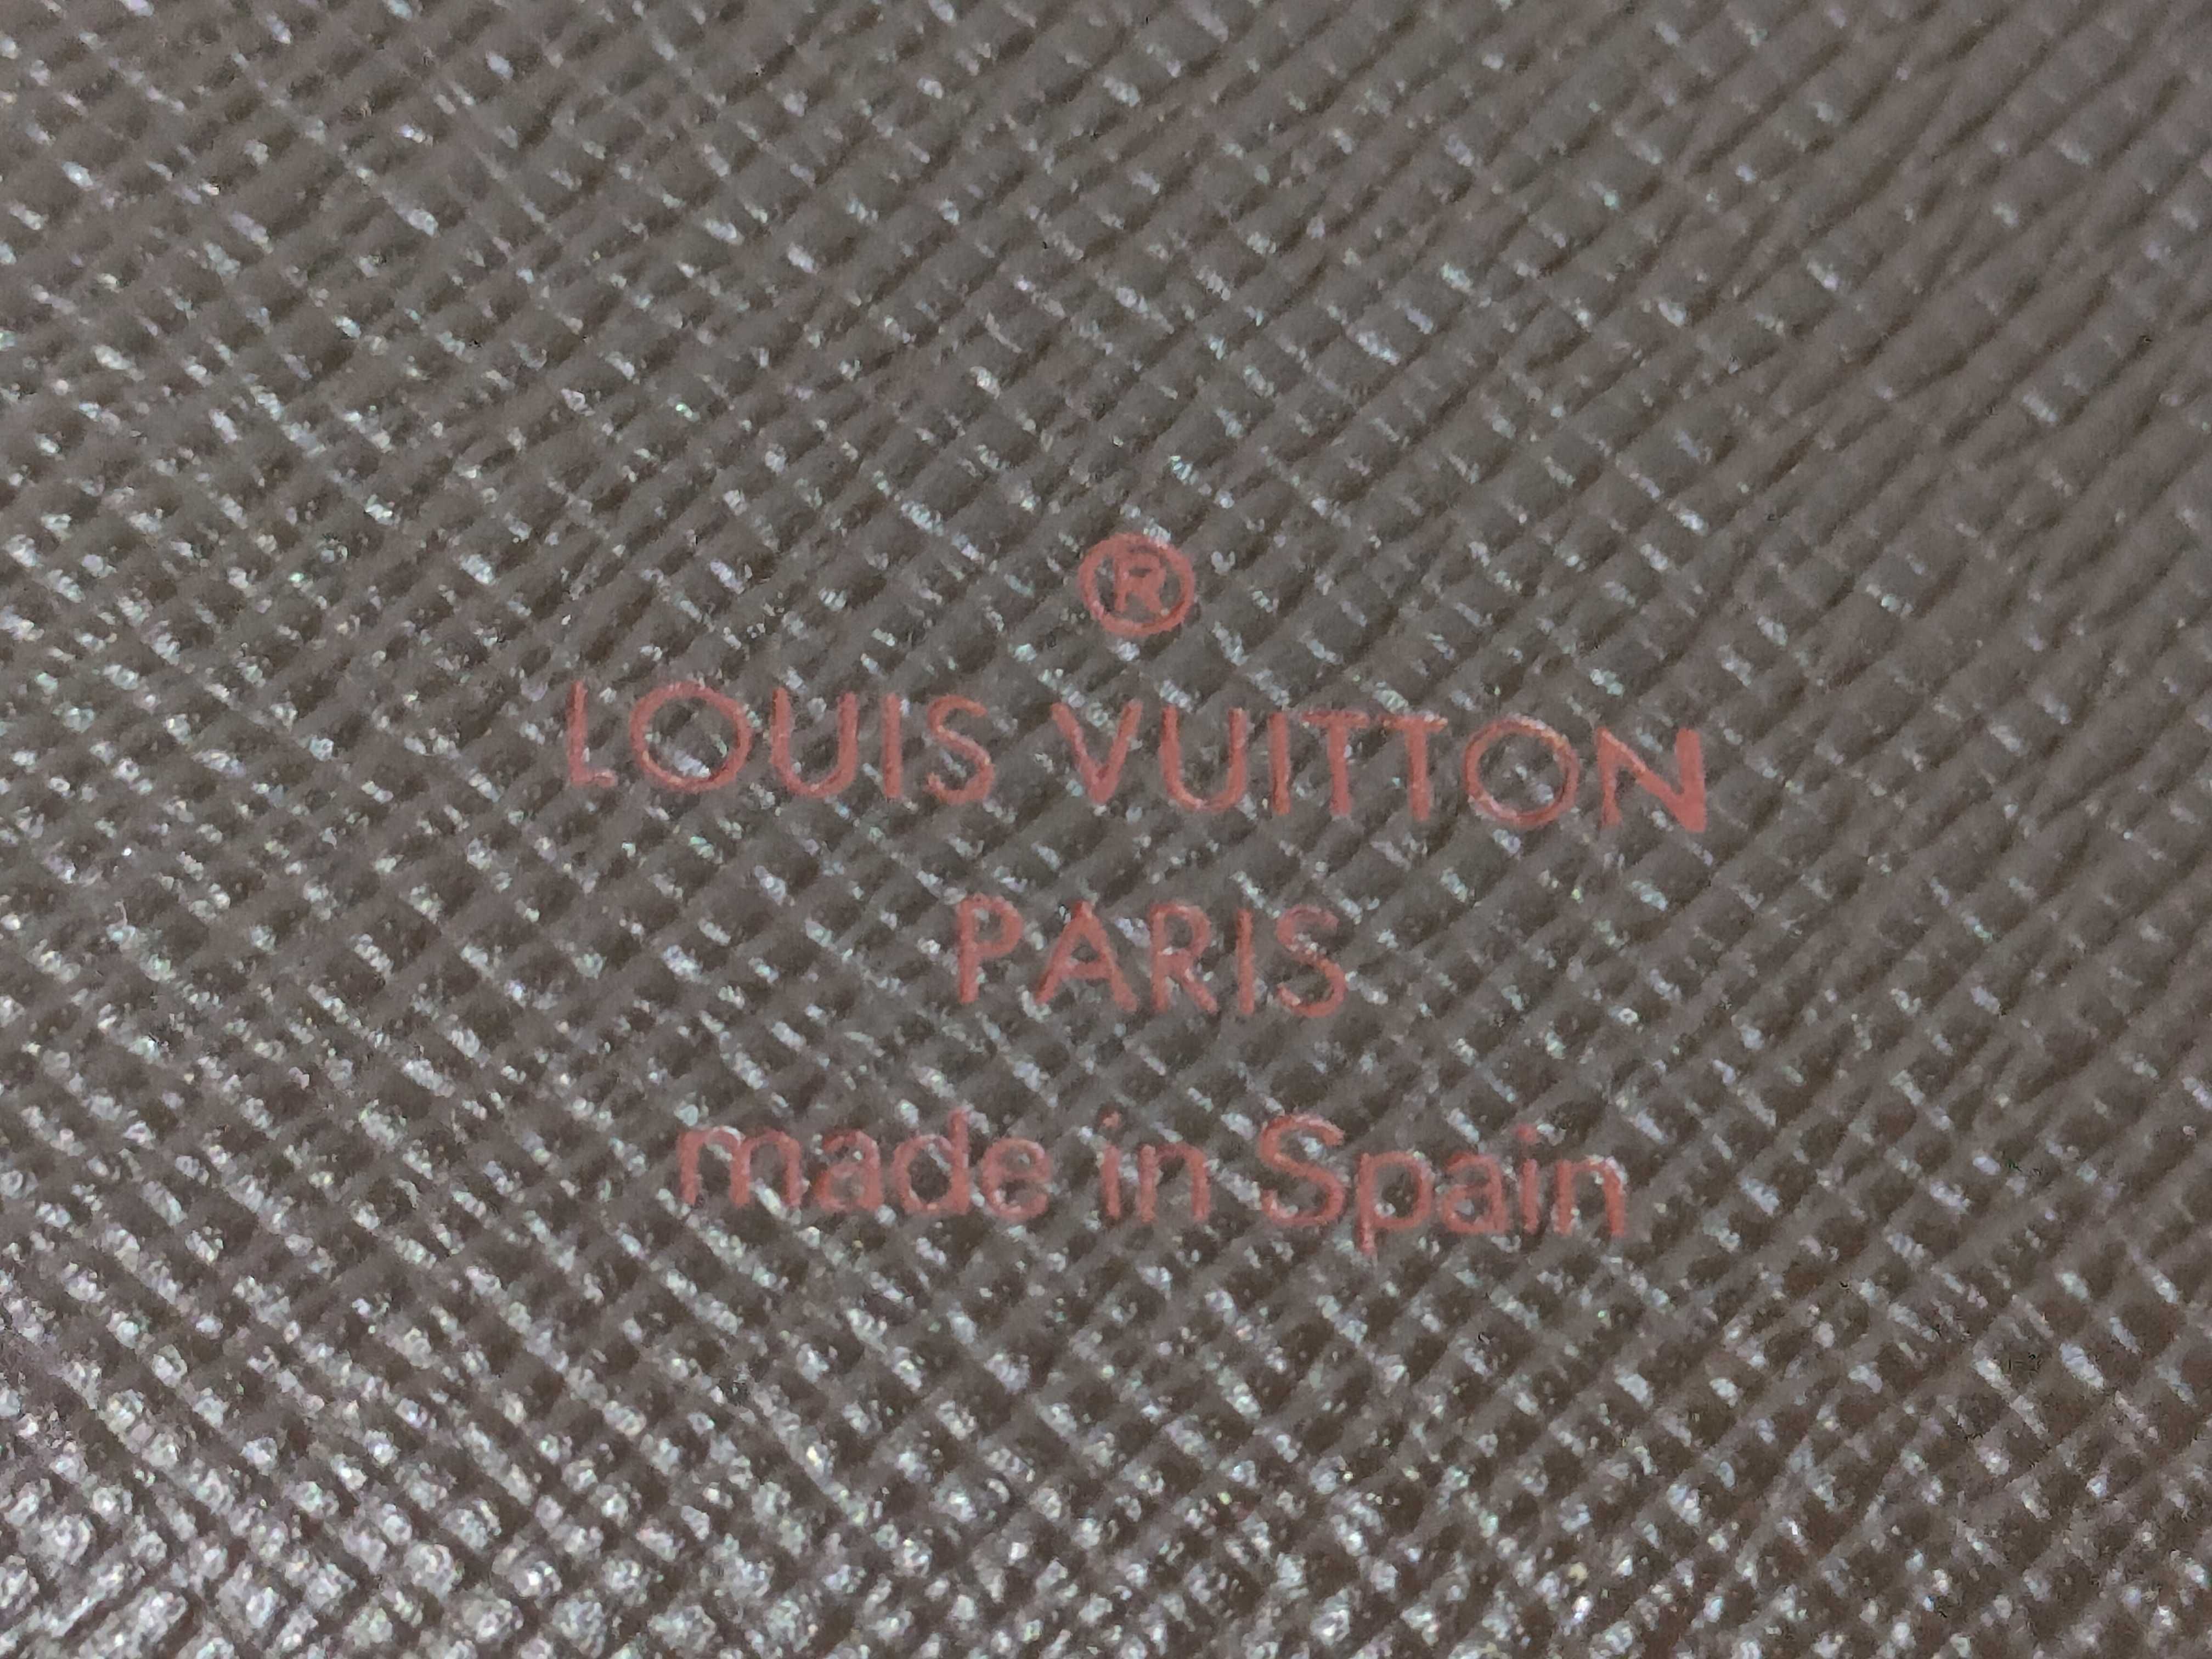 ®
LOUIS VUITTON
PARIS
made in Spain